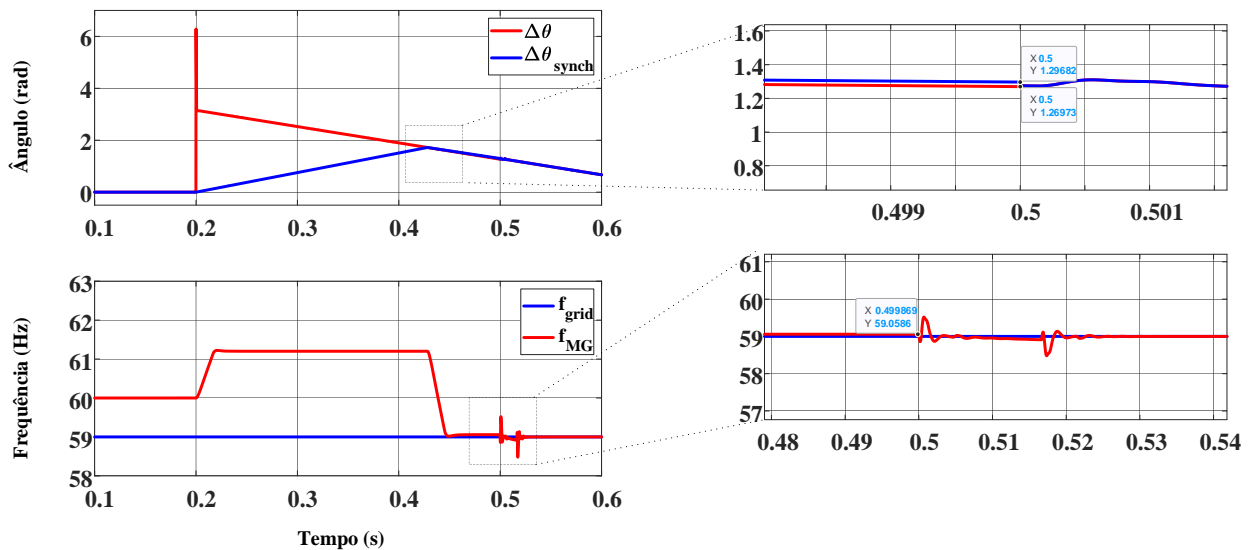 Ângulo (rad)
6
4
2
0
Δθ
Δθ synch
0.1 0.2 0.3 0.4 0.5 0.6
1.6
1.4
1.2
1
0.8
X 0.5
Y 1.29682
X 0.5
Y 1.26973
0.499 0.5 0.501
Frequência (Hz)
63
62
61
60
59
58
f grid
f MG
0.1 0.2 0.3 0.4 0.5 0.6
Tempo (s)
61
60
59
58
57
X 0.499869
Y 59.0586
0.48 0.49 0.5 0.51 0.52 0.53 0.54